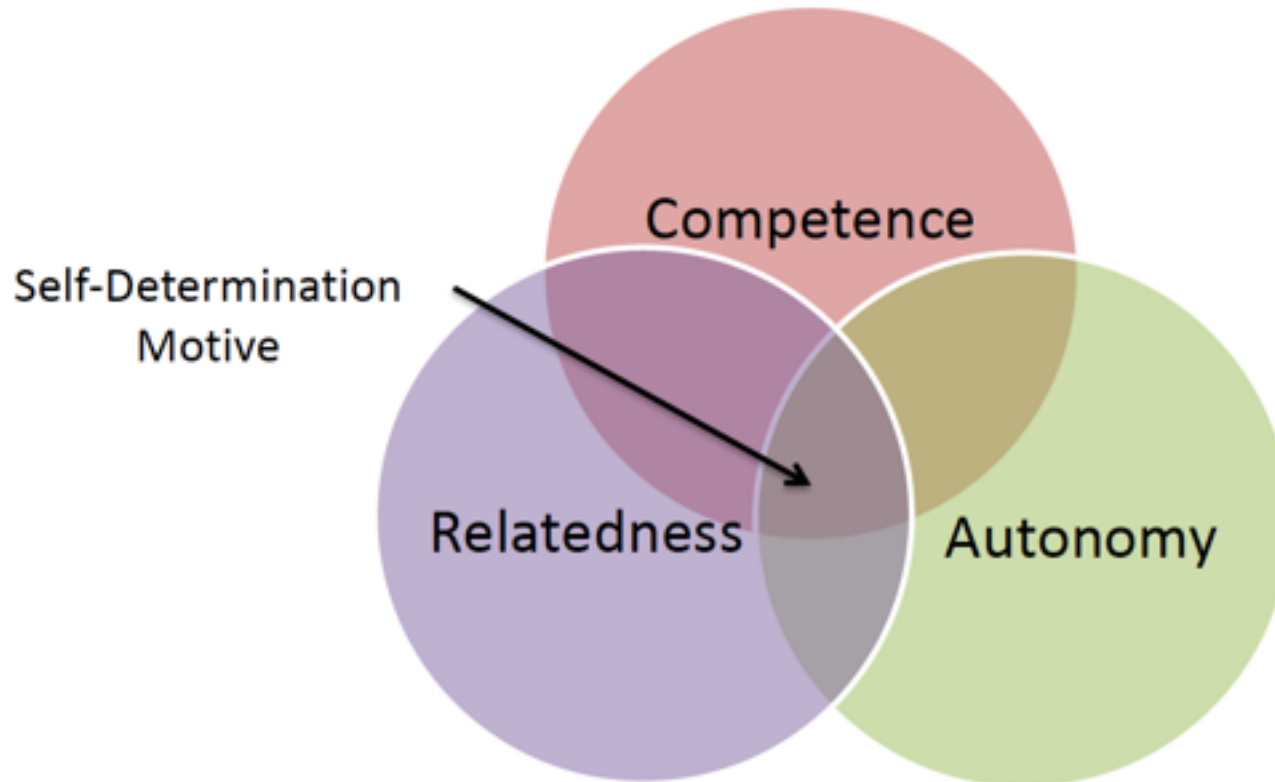 Competence
Self-Determination
Motive
Relatedness
Autonomy